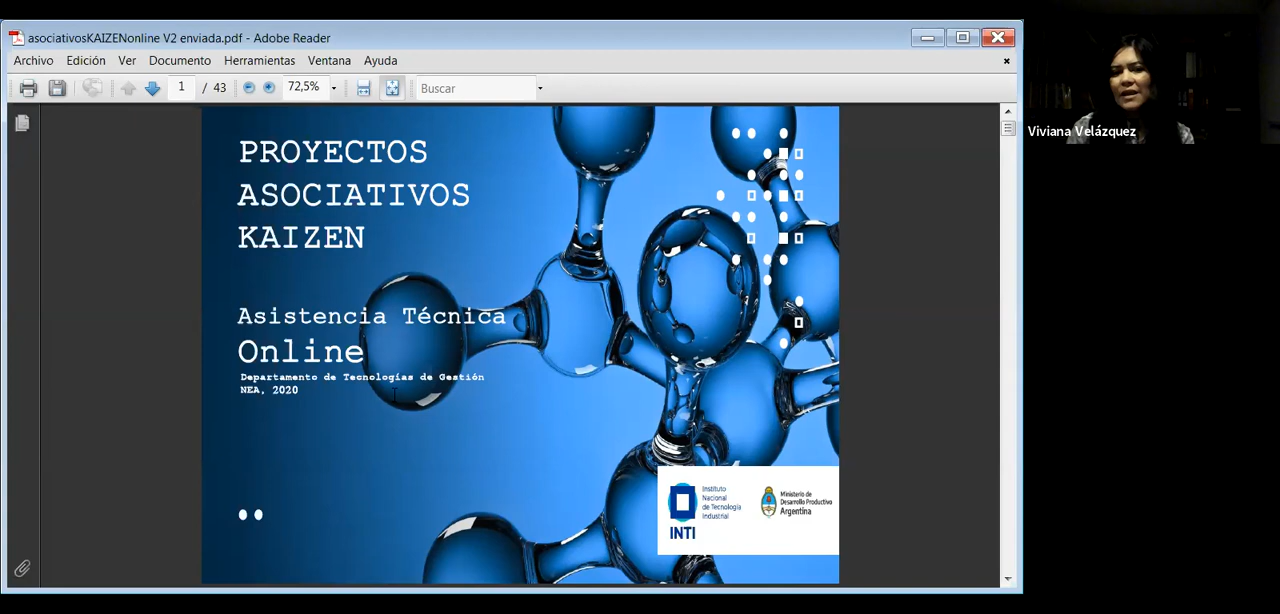 asociativosKAIZENonline V2 enviada.pdf - Adobe Reader
Archivo Edición Ver Documento Herramientas Ventana Ayuda
1 / 43 72,5% Buscar
PROYECTOS
ASOCIATIVOS
KAIZEN
Asistencia Técnica
Online
Departamento de Tecnologías de Gestión
NEA, 2020
Instituto
Nacional
de Tecnología
Industrial
INTI
Ministerio de
Desarrollo Productivo
Argentina
Viviana Velázquez